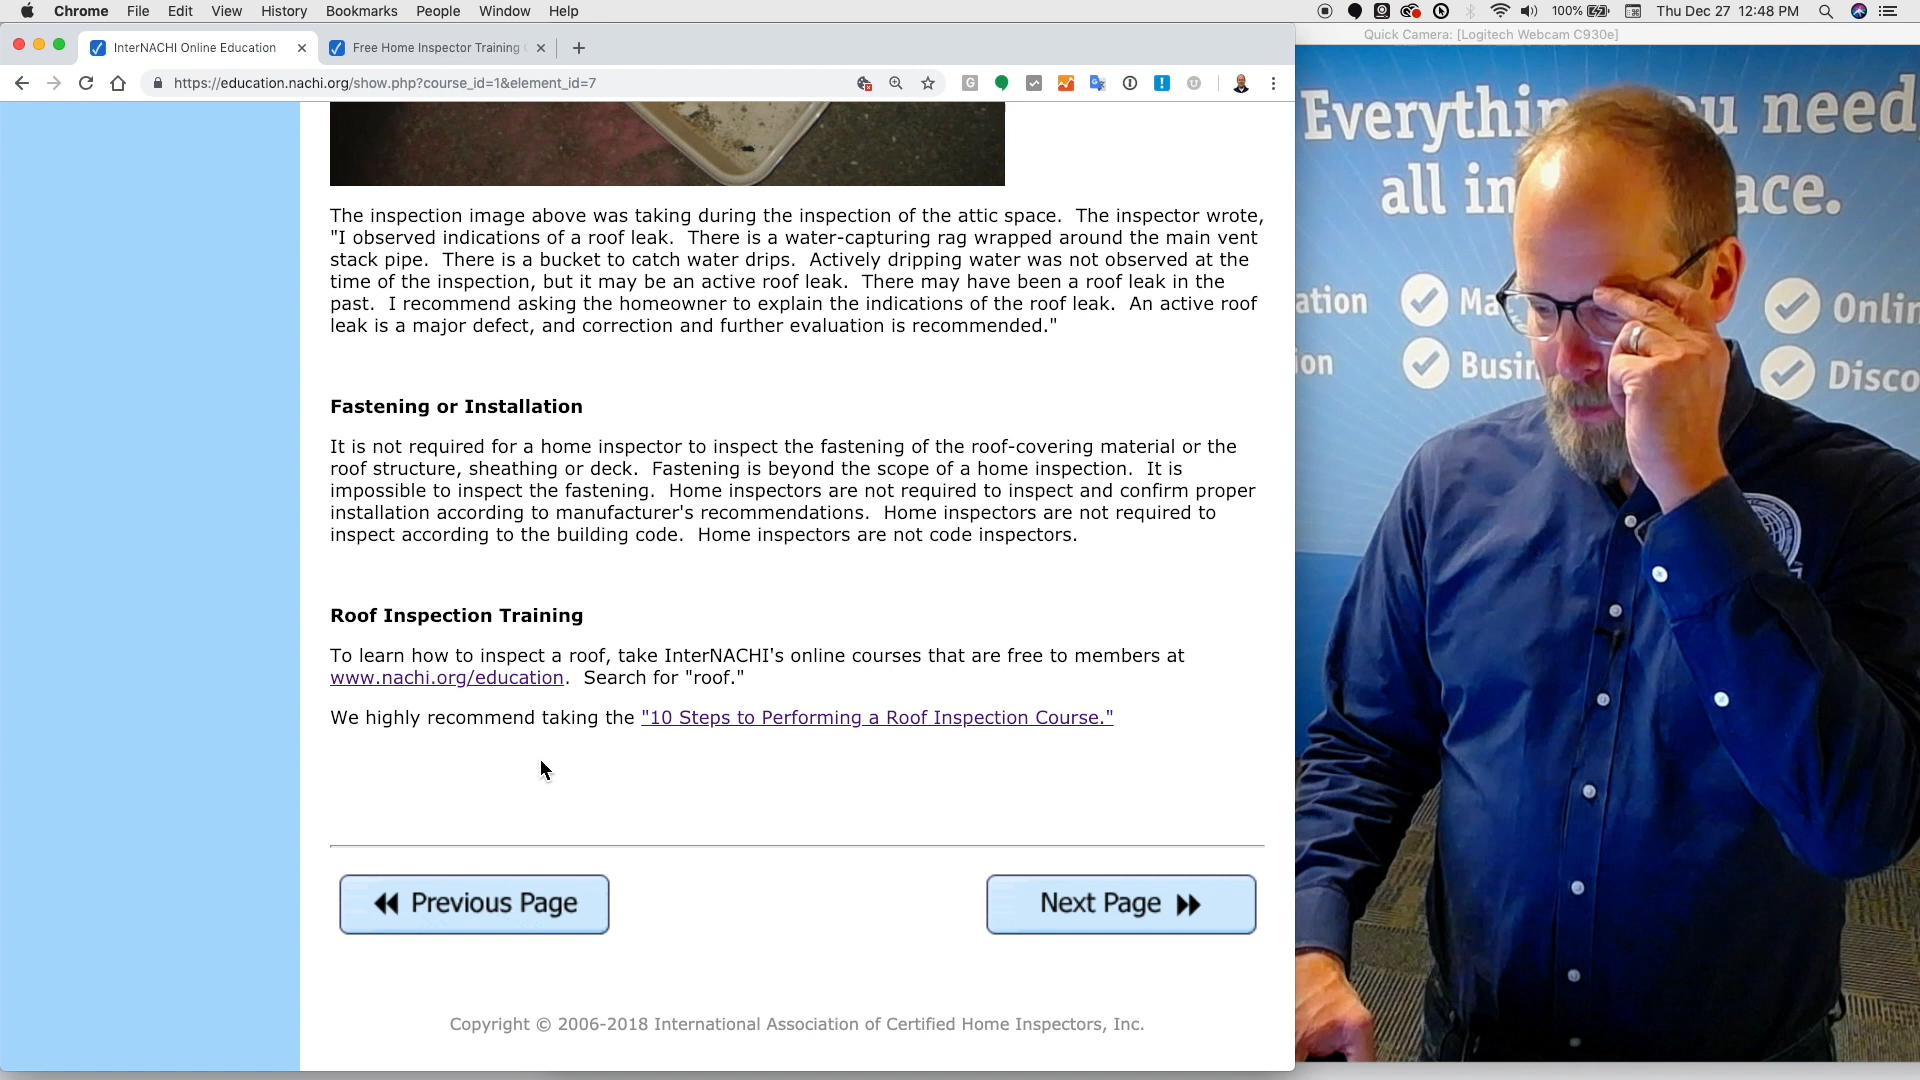 Chrome File Edit View History Bookmarks People Window Help
100% Thu Dec 27 12:48 PM
InterNACHI Online Education
Free Home Inspector Training
https://education.nachi.org/show.php?course_id=1&element_id=7
The inspection image above was taking during the inspection of the attic space. The inspector wrote,
"I observed indications of a roof leak. There is a water-capturing rag wrapped around the main vent
stack pipe. There is a bucket to catch water drips. Actively dripping water was not observed at the
time of the inspection, but it may be an active roof leak. There may have been a roof leak in the
past. I recommend asking the homeowner to explain the indications of the roof leak. An active roof
leak is a major defect, and correction and further evaluation is recommended."
Fastening or Installation
It is not required for a home inspector to inspect the fastening of the roof-covering material or the
roof structure, sheathing or deck. Fastening is beyond the scope of a home inspection. It is
impossible to inspect the fastening. Home inspectors are not required to inspect and confirm proper
installation according to manufacturer's recommendations. Home inspectors are not required to
inspect according to the building code. Home inspectors are not code inspectors.
Roof Inspection Training
To learn how to inspect a roof, take InterNACHI's online courses that are free to members at
www.nachi.org/education. Search for "roof."
We highly recommend taking the "10 Steps to Performing a Roof Inspection Course."
Previous Page
Next Page
Copyright © 2006-2018 International Association of Certified Home Inspectors, Inc.
Quick Camera: [Logitech Webcam C930e]
Everything you need
all in place.